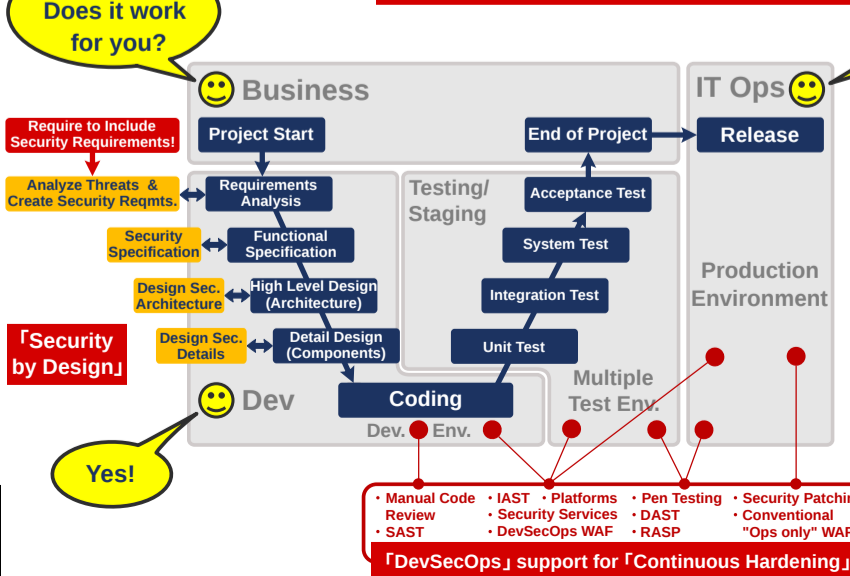 Does it work
for you?
Business
IT Ops
Require to Include
Security Requirements!
Project Start
End of Project
Release
Analyze Threats &
Create Security Reqmts.
Requirements
Analysis
Testing/
Staging
Acceptance Test
Security
Specification
Functional
Specification
System Test
Production
Environment
Design Sec.
Architecture
High Level Design
(Architecture)
Integration Test
「Security
by Design」
Design Sec.
Details
Detail Design
(Components)
Unit Test
Multiple
Test Env.
Dev
Coding
Dev. Env.
Yes!
・Manual Code
Review
・SAST
・IAST ・Platforms
・Security Services
・DevSecOps WAF
・Pen Testing
・DAST
・RASP
・Security Patchin
・Conventional
"Ops only" WAF
「DevSecOps」 support for 「Continuous Hardening」